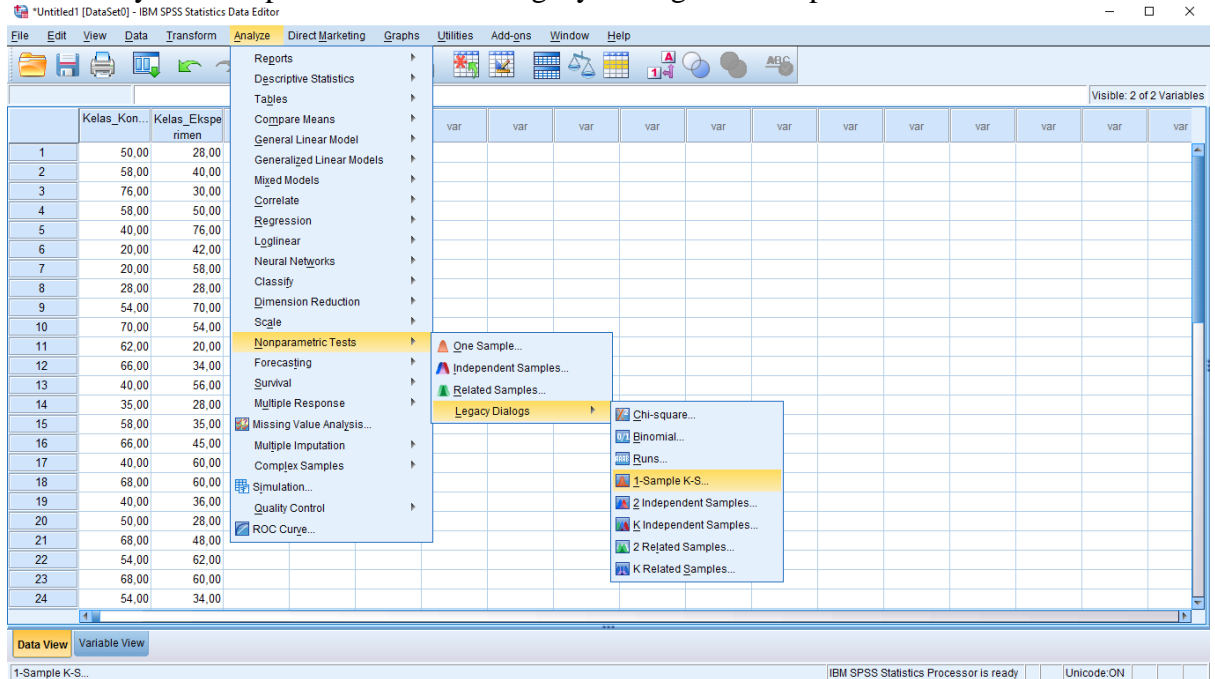 *Untitled1 [DataSet0] - IBM SPSS Statistics Data Editor
File Edit View Data Transform Analyze Direct Marketing Graphs Utilities Add-ons Window Help
Visible: 2 of 2 Variables
Kelas_Kon... Kelas_Eksperimen var var var var var var var var var var var var
1 50,00 28,00
2 58,00 40,00
3 76,00 30,00
4 58,00 50,00
5 40,00 76,00
6 20,00 42,00
7 20,00 58,00
8 28,00 28,00
9 54,00 70,00
10 70,00 54,00
11 62,00 20,00
12 66,00 34,00
13 40,00 56,00
14 35,00 28,00
15 58,00 35,00
16 66,00 45,00
17 40,00 60,00
18 68,00 60,00
19 40,00 36,00
20 50,00 28,00
21 68,00 48,00
22 54,00 62,00
23 68,00 60,00
24 54,00 34,00
Reports
Descriptive Statistics
Tables
Compare Means
General Linear Model
Generalized Linear Models
Mixed Models
Correlate
Regression
Loglinear
Neural Networks
Classify
Dimension Reduction
Scale
Nonparametric Tests
Forecasting
Survival
Multiple Response
Missing Value Analysis...
Multiple Imputation
Complex Samples
Simulation...
Quality Control
ROC Curve...
One Sample...
Independent Samples...
Related Samples...
Legacy Dialogs
Chi-square...
Binomial...
Runs...
1-Sample K-S...
2 Independent Samples...
K Independent Samples...
2 Related Samples...
K Related Samples...
Data View Variable View
1-Sample K-S...
IBM SPSS Statistics Processor is ready Unicode:ON